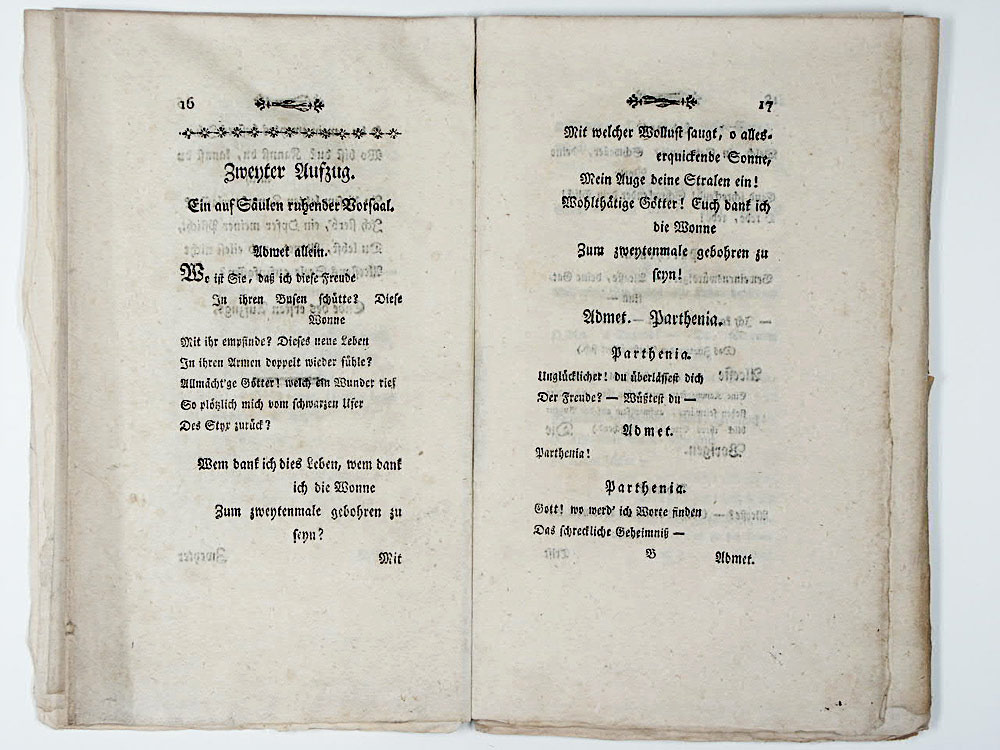 16
Zweyter Aufzug.
Ein auf Säulen ruhender Vorsaal.
Admet allein.
Wo ist Sie, daß ich diese Freude
In ihren Busen schütte? Diese
Wonne
Mit ihr empfinde? Dieses neue Leben
In ihren Armen doppelt wieder fühle?
Allmächt'ge Götter! welch ein Wunder rief
So plötzlich mich vom schwarzen Ufer
Des Styx zurück?
Wem dank ich dies Leben, wem dank
ich die Wonne
Zum zweytenmale gebohren zu
seyn?
Mit
17
Mit welcher Wollust saugt, o alles-
erquickende Sonne,
Mein Auge deine Stralen ein!
Wohlthätige Götter! Euch dank ich
die Wonne
Zum zweytenmale gebohren zu
seyn!
Admet. Parthenia.
Parthenia.
Unglücklicher! du überlässest dich
Der Freude? — Wüßtest du —
Admet.
Parthenia!
Parthenia.
Gott! wo werd' ich Worte finden
Das schreckliche Geheimniß —
B Admet.